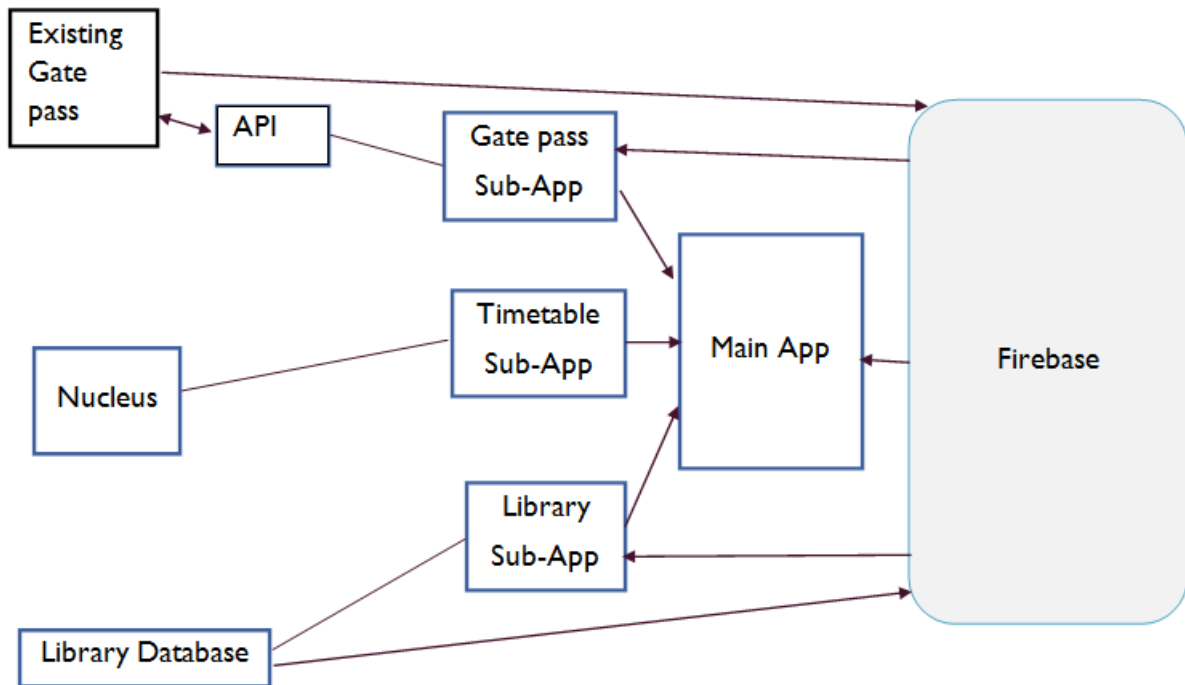 Existing
Gate
pass
API
Gate pass
Sub-App
Timetable
Sub-App
Main App
Firebase
Nucleus
Library
Sub-App
Library Database